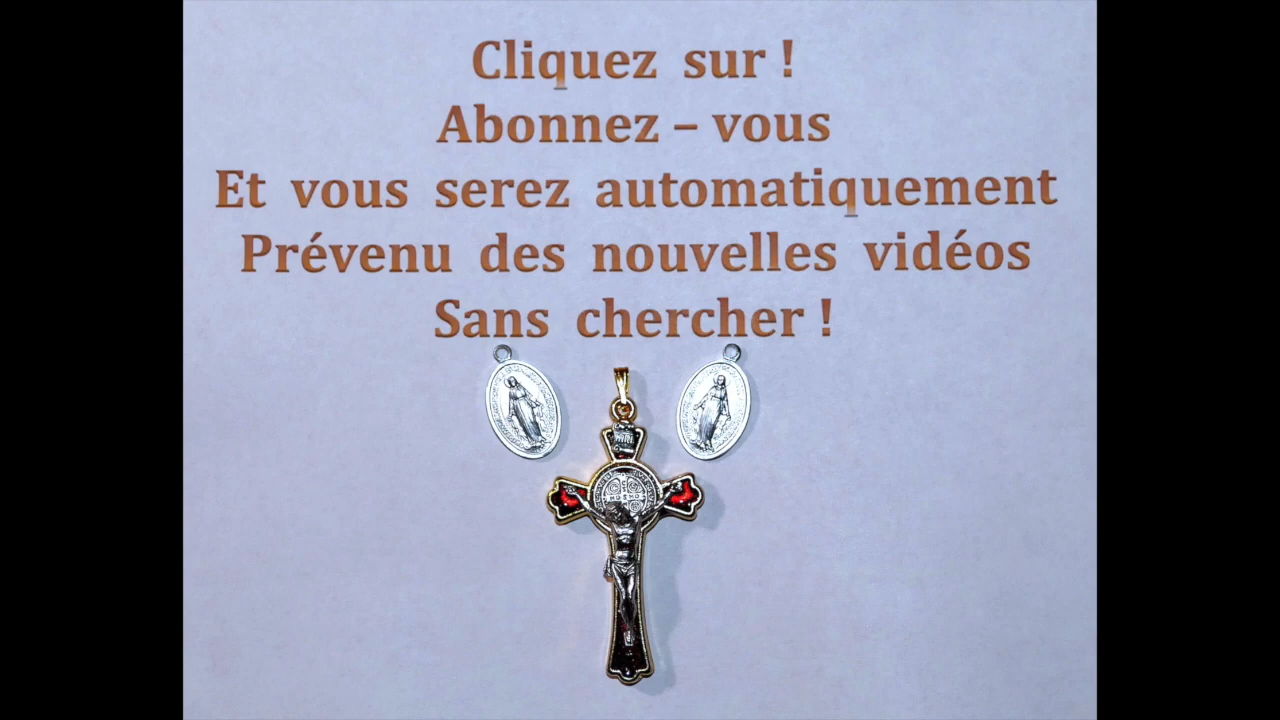 Cliquez sur !
Abonnez – vous
Et vous serez automatiquement
Prévenu des nouvelles vidéos
Sans chercher !